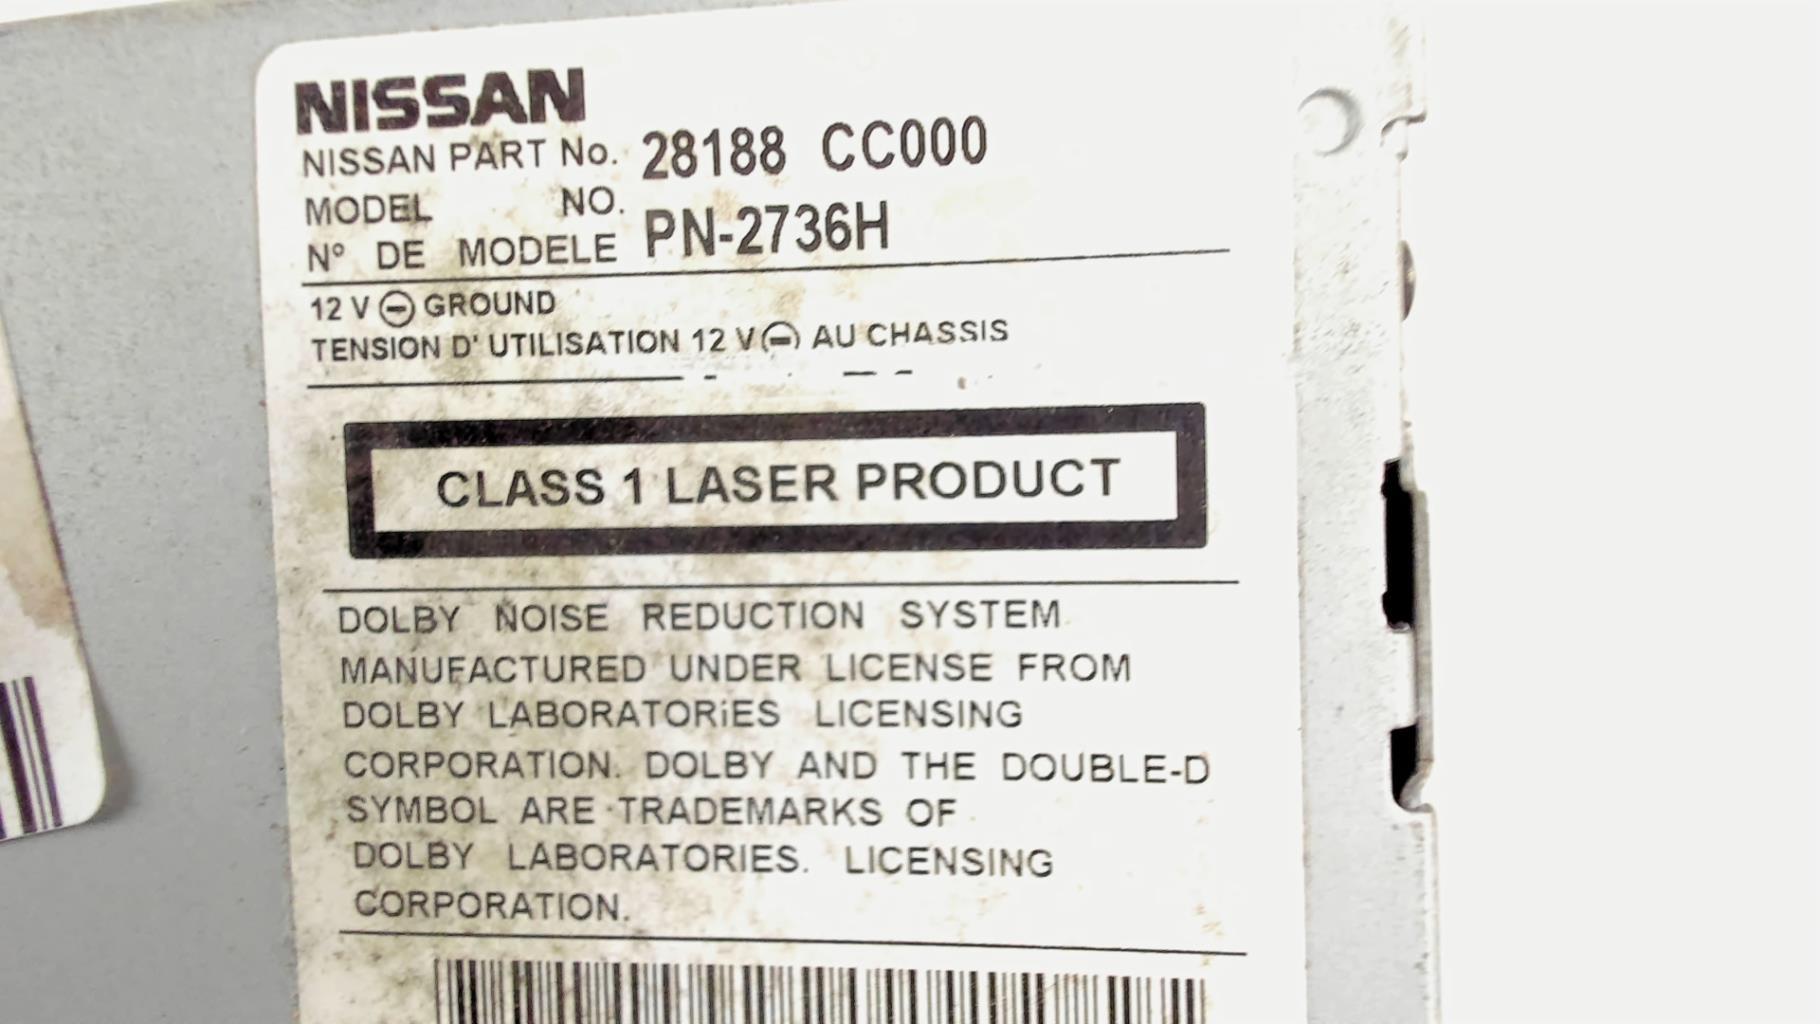 NISSAN
NISSAN PART No. 28188 CC000
MODEL NO.
N° DE MODELE PN-2736H
12 V ⊖ GROUND
TENSION D' UTILISATION 12 V ⊖ AU CHASSIS
CLASS 1 LASER PRODUCT
DOLBY NOISE REDUCTION SYSTEM
MANUFACTURED UNDER LICENSE FROM
DOLBY LABORATORiES LICENSING
CORPORATION. DOLBY AND THE DOUBLE-D
SYMBOL ARE TRADEMARKS OF
DOLBY LABORATORIES. LICENSING
CORPORATION.